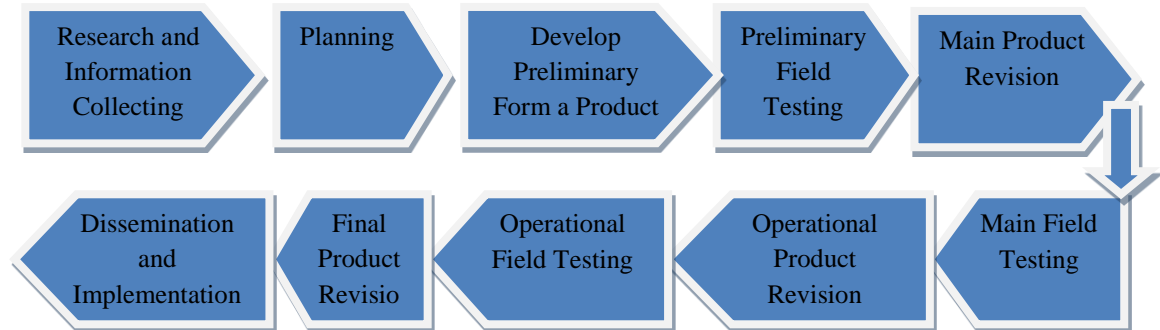 Research and
Information
Collecting
Planning
Develop
Preliminary
Form a Product
Preliminary
Field
Testing
Main Product
Revision
Main Field
Testing
Operational
Product
Revision
Operational
Field Testing
Final
Product
Revisio
Dissemination
and
Implementation